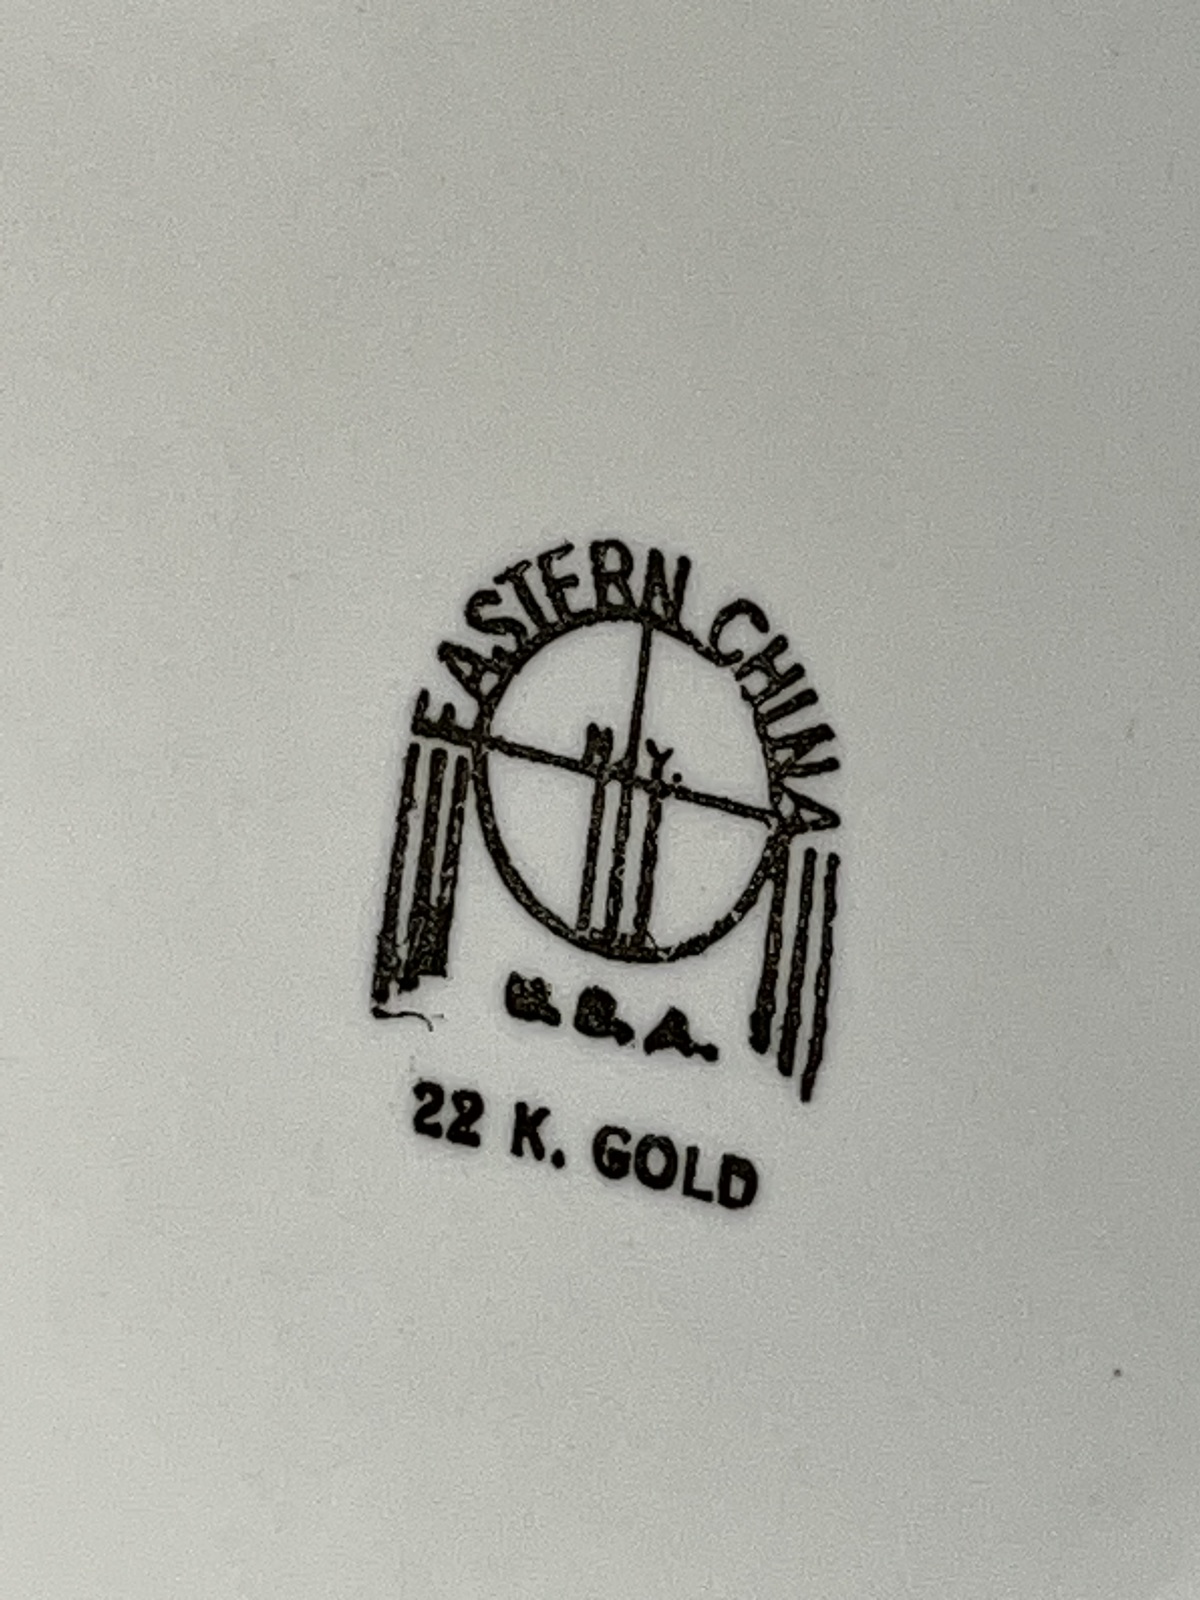 EASTERN CHINA
N.Y.
U.S.A.
22 K. GOLD